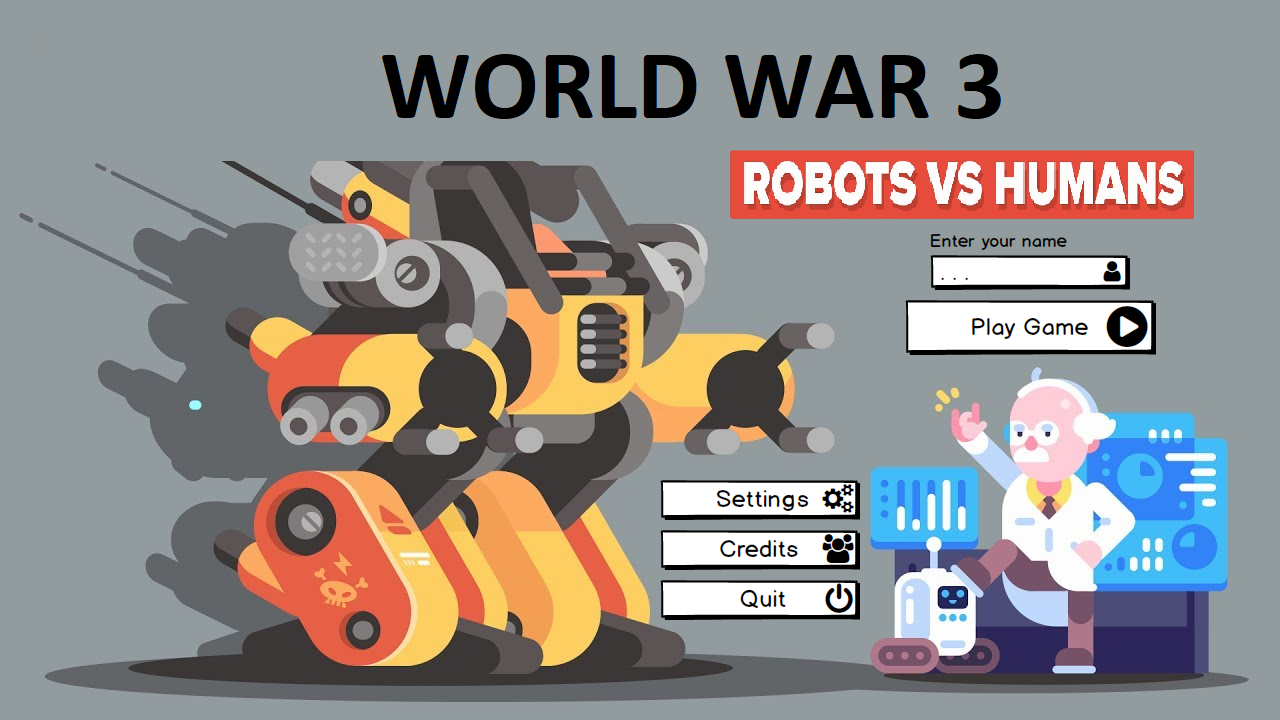 WORLD WAR 3
ROBOTS VS HUMANS
Enter your name
. . .
Play Game
Settings
Credits
Quit